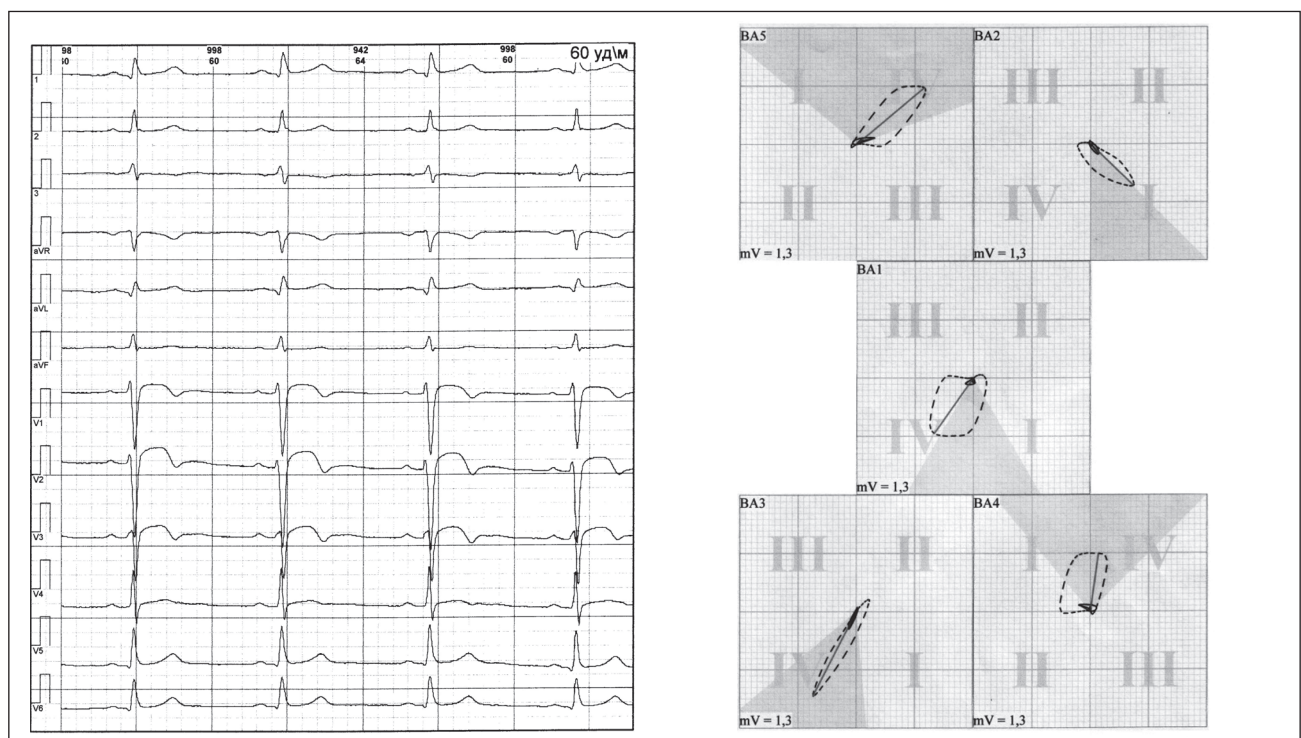 98 998 942 998 60 уд\м
60 60 64 60
1
2
3
aVR
aVL
aVF
V1
V2
V3
V4
V5
V6
BA5
I IV
II III
mV = 1,3
BA2
III II
IV I
mV = 1,3
BA1
III II
IV I
mV = 1,3
BA3
III II
IV I
mV = 1,3
BA4
I IV
II III
mV = 1,3